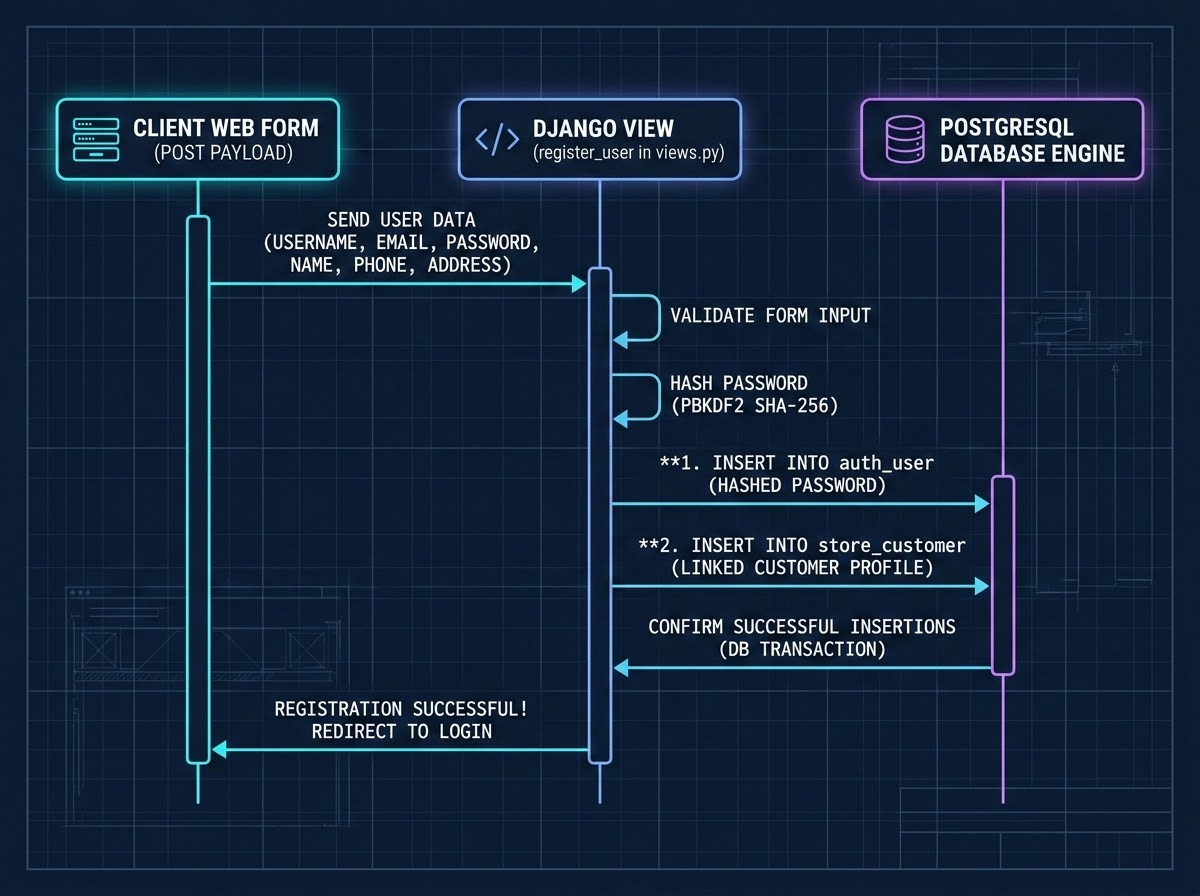 CLIENT WEB FORM
(POST PAYLOAD)
DJANGO VIEW
(register_user in views.py)
POSTGRESQL
DATABASE ENGINE
SEND USER DATA
(USERNAME, EMAIL, PASSWORD,
NAME, PHONE, ADDRESS)
VALIDATE FORM INPUT
HASH PASSWORD
(PBKDF2 SHA-256)
**1. INSERT INTO auth_user
(HASHED PASSWORD)
**2. INSERT INTO store_customer
(LINKED CUSTOMER PROFILE)
CONFIRM SUCCESSFUL INSERTIONS
(DB TRANSACTION)
REGISTRATION SUCCESSFUL!
REDIRECT TO LOGIN